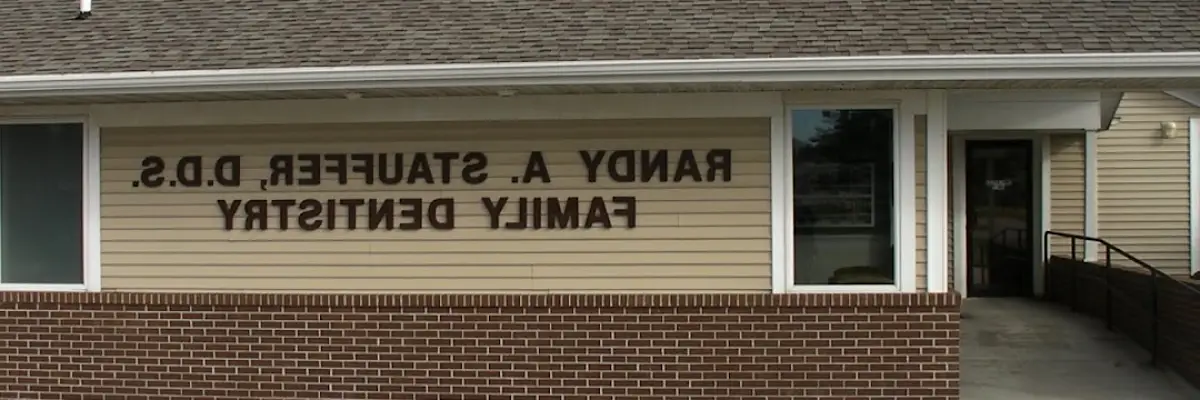 RANDY A. STAUFFER, D.D.S.
FAMILY DENTISTRY